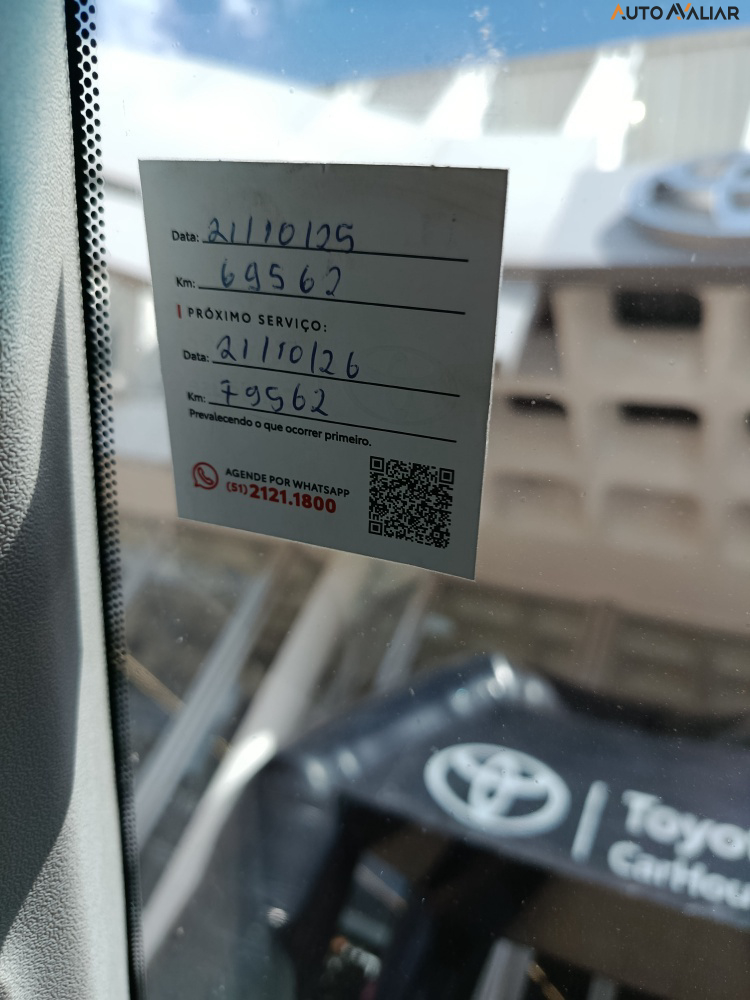 AUTO AVALIAR
Data: 21/10/25
Km: 69562
PRÓXIMO SERVIÇO:
Data: 21/10/26
Km: 79562
Prevalecendo o que ocorrer primeiro.
AGENDE POR WHATSAPP
(51) 2121.1800